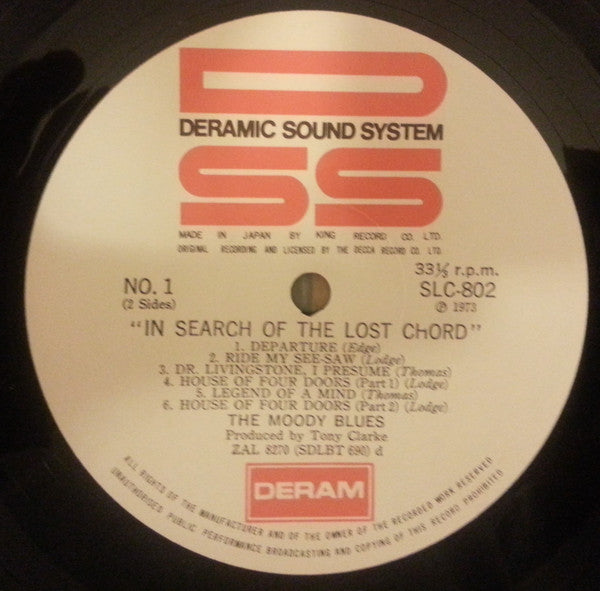 DSS
DERAMIC SOUND SYSTEM
MADE IN JAPAN BY KING RECORD CO. LTD.
ORIGINAL RECORDING AND LICENSED BY THE DECCA RECORD CO. LTD.
NO. 1
(2 Sides)
33⅓ r.p.m.
SLC-802
℗ 1973
"IN SEARCH OF THE LOST CHORD"
1. DEPARTURE (Edge)
2. RIDE MY SEE-SAW (Lodge)
3. DR. LIVINGSTONE, I PRESUME (Thomas)
4. HOUSE OF FOUR DOORS (Part 1) (Lodge)
5. LEGEND OF A MIND (Thomas)
6. HOUSE OF FOUR DOORS (Part 2) (Lodge)
THE MOODY BLUES
Produced by Tony Clarke
ZAL 8270 (SDLBT 690) d
DERAM
ALL RIGHTS OF THE MANUFACTURER AND OF THE OWNER OF THE RECORDED WORK RESERVED
UNAUTHORISED PUBLIC PERFORMANCE BROADCASTING AND COPYING OF THIS RECORD PROHIBITED